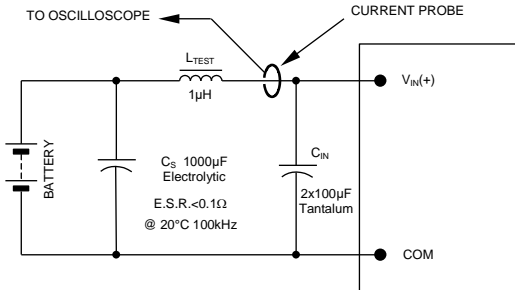 TO OSCILLOSCOPE
CURRENT PROBE
LTEST
1µH
VIN(+)
BATTERY
CS 1000µF
Electrolytic
E.S.R.<0.1Ω
@ 20°C 100kHz
CIN
2x100µF
Tantalum
COM